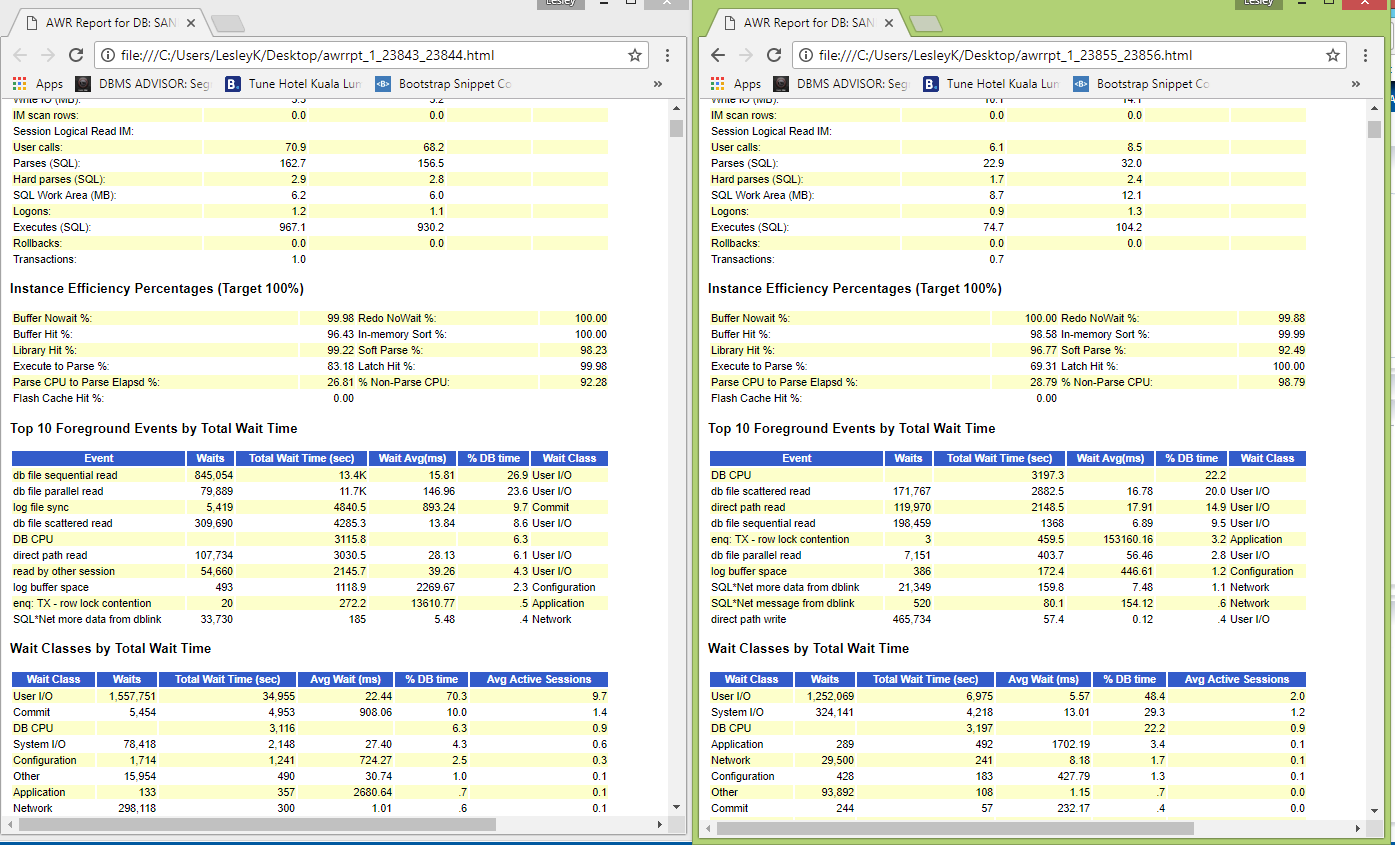 Lesley
AWR Report for DB: SAN
file:///C:/Users/LesleyK/Desktop/awrrpt_1_23843_23844.html
Apps DBMS ADVISOR: Seg Tune Hotel Kuala Lun Bootstrap Snippet Co »
Write IO (MB): 3.3 3.2
IM scan rows: 0.0 0.0
Session Logical Read IM:
User calls: 70.9 68.2
Parses (SQL): 162.7 156.5
Hard parses (SQL): 2.9 2.8
SQL Work Area (MB): 6.2 6.0
Logons: 1.2 1.1
Executes (SQL): 967.1 930.2
Rollbacks: 0.0 0.0
Transactions: 1.0
Instance Efficiency Percentages (Target 100%)
Buffer Nowait %: 99.98 Redo NoWait %: 100.00
Buffer Hit %: 96.43 In-memory Sort %: 100.00
Library Hit %: 99.22 Soft Parse %: 98.23
Execute to Parse %: 83.18 Latch Hit %: 99.98
Parse CPU to Parse Elapsd %: 26.81 % Non-Parse CPU: 92.28
Flash Cache Hit %: 0.00
Top 10 Foreground Events by Total Wait Time
Event Waits Total Wait Time (sec) Wait Avg(ms) % DB time Wait Class
db file sequential read 845,054 13.4K 15.81 26.9 User I/O
db file parallel read 79,889 11.7K 146.96 23.6 User I/O
log file sync 5,419 4840.5 893.24 9.7 Commit
db file scattered read 309,690 4285.3 13.84 8.6 User I/O
DB CPU 3115.8 6.3
direct path read 107,734 3030.5 28.13 6.1 User I/O
read by other session 54,660 2145.7 39.26 4.3 User I/O
log buffer space 493 1118.9 2269.67 2.3 Configuration
enq: TX - row lock contention 20 272.2 13610.77 .5 Application
SQL*Net more data from dblink 33,730 185 5.48 .4 Network
Wait Classes by Total Wait Time
Wait Class Waits Total Wait Time (sec) Avg Wait (ms) % DB time Avg Active Sessions
User I/O 1,557,751 34,955 22.44 70.3 9.7
Commit 5,454 4,953 908.06 10.0 1.4
DB CPU 3,116 6.3 0.9
System I/O 78,418 2,148 27.40 4.3 0.6
Configuration 1,714 1,241 724.27 2.5 0.3
Other 15,954 490 30.74 1.0 0.1
Application 133 357 2680.64 .7 0.1
Network 298,118 300 1.01 .6 0.1
Lesley
AWR Report for DB: SAN
file:///C:/Users/LesleyK/Desktop/awrrpt_1_23855_23856.html
Apps DBMS ADVISOR: Seg Tune Hotel Kuala Lun Bootstrap Snippet Co »
Write IO (MB): 10.1 14.1
IM scan rows: 0.0 0.0
Session Logical Read IM:
User calls: 6.1 8.5
Parses (SQL): 22.9 32.0
Hard parses (SQL): 1.7 2.4
SQL Work Area (MB): 8.7 12.1
Logons: 0.9 1.3
Executes (SQL): 74.7 104.2
Rollbacks: 0.0 0.0
Transactions: 0.7
Instance Efficiency Percentages (Target 100%)
Buffer Nowait %: 100.00 Redo NoWait %: 99.88
Buffer Hit %: 98.58 In-memory Sort %: 99.99
Library Hit %: 96.77 Soft Parse %: 92.49
Execute to Parse %: 69.31 Latch Hit %: 100.00
Parse CPU to Parse Elapsd %: 28.79 % Non-Parse CPU: 98.79
Flash Cache Hit %: 0.00
Top 10 Foreground Events by Total Wait Time
Event Waits Total Wait Time (sec) Wait Avg(ms) % DB time Wait Class
DB CPU 3197.3 22.2
db file scattered read 171,767 2882.5 16.78 20.0 User I/O
direct path read 119,970 2148.5 17.91 14.9 User I/O
db file sequential read 198,459 1368 6.89 9.5 User I/O
enq: TX - row lock contention 3 459.5 153160.16 3.2 Application
db file parallel read 7,151 403.7 56.46 2.8 User I/O
log buffer space 386 172.4 446.61 1.2 Configuration
SQL*Net more data from dblink 21,349 159.8 7.48 1.1 Network
SQL*Net message from dblink 520 80.1 154.12 .6 Network
direct path write 465,734 57.4 0.12 .4 User I/O
Wait Classes by Total Wait Time
Wait Class Waits Total Wait Time (sec) Avg Wait (ms) % DB time Avg Active Sessions
User I/O 1,252,069 6,975 5.57 48.4 2.0
System I/O 324,141 4,218 13.01 29.3 1.2
DB CPU 3,197 22.2 0.9
Application 289 492 1702.19 3.4 0.1
Network 29,500 241 8.18 1.7 0.1
Configuration 428 183 427.79 1.3 0.1
Other 93,892 108 1.15 .7 0.0
Commit 244 57 232.17 .4 0.0